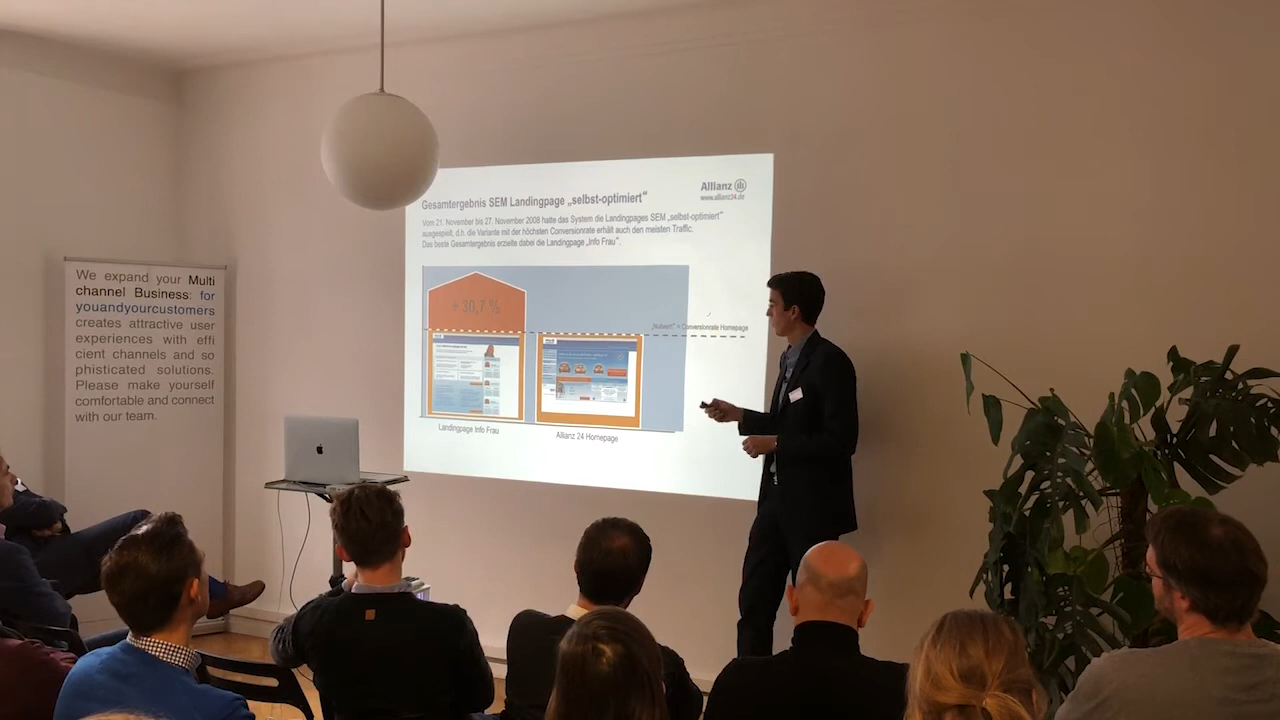 We expand your Multi
channel Business: for
youandyourcustomers
creates attractive user
experiences with effi
cient channels and so
phisticated solutions.
Please make yourself
comfortable and connect
with our team.
Allianz
www.allianz24.de
Gesamtergebnis SEM Landingpage „selbst-optimiert“
Vom 21. November bis 27. November 2008 hatte das System die Landingpages SEM „selbst-optimiert“
ausgespielt, d.h. die Variante mit der höchsten Conversionrate erhält auch den meisten Traffic.
Das beste Gesamtergebnis erzielte dabei die Landingpage „Info Frau“.
+ 30,7 %
„Nullwert“ = Conversionrate Homepage
Landingpage Info Frau
Allianz 24 Homepage